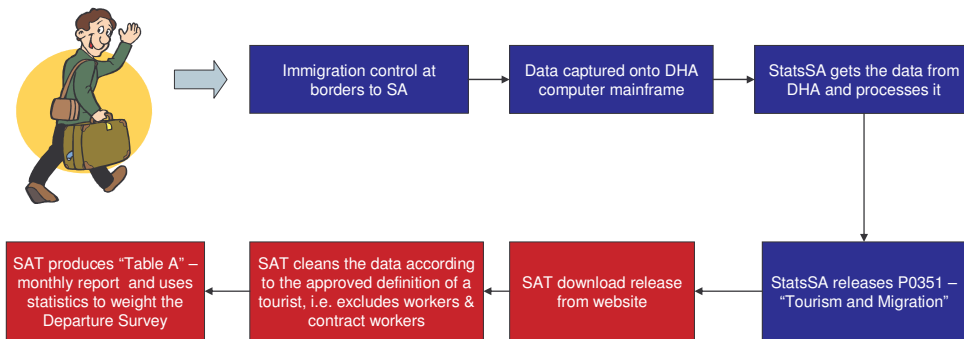 Immigration control at
borders to SA
Data captured onto DHA
computer mainframe
StatsSA gets the data from
DHA and processes it
StatsSA releases P0351 –
“Tourism and Migration”
SAT download release
from website
SAT cleans the data according
to the approved definition of a
tourist, i.e. excludes workers &
contract workers
SAT produces “Table A” –
monthly report and uses
statistics to weight the
Departure Survey